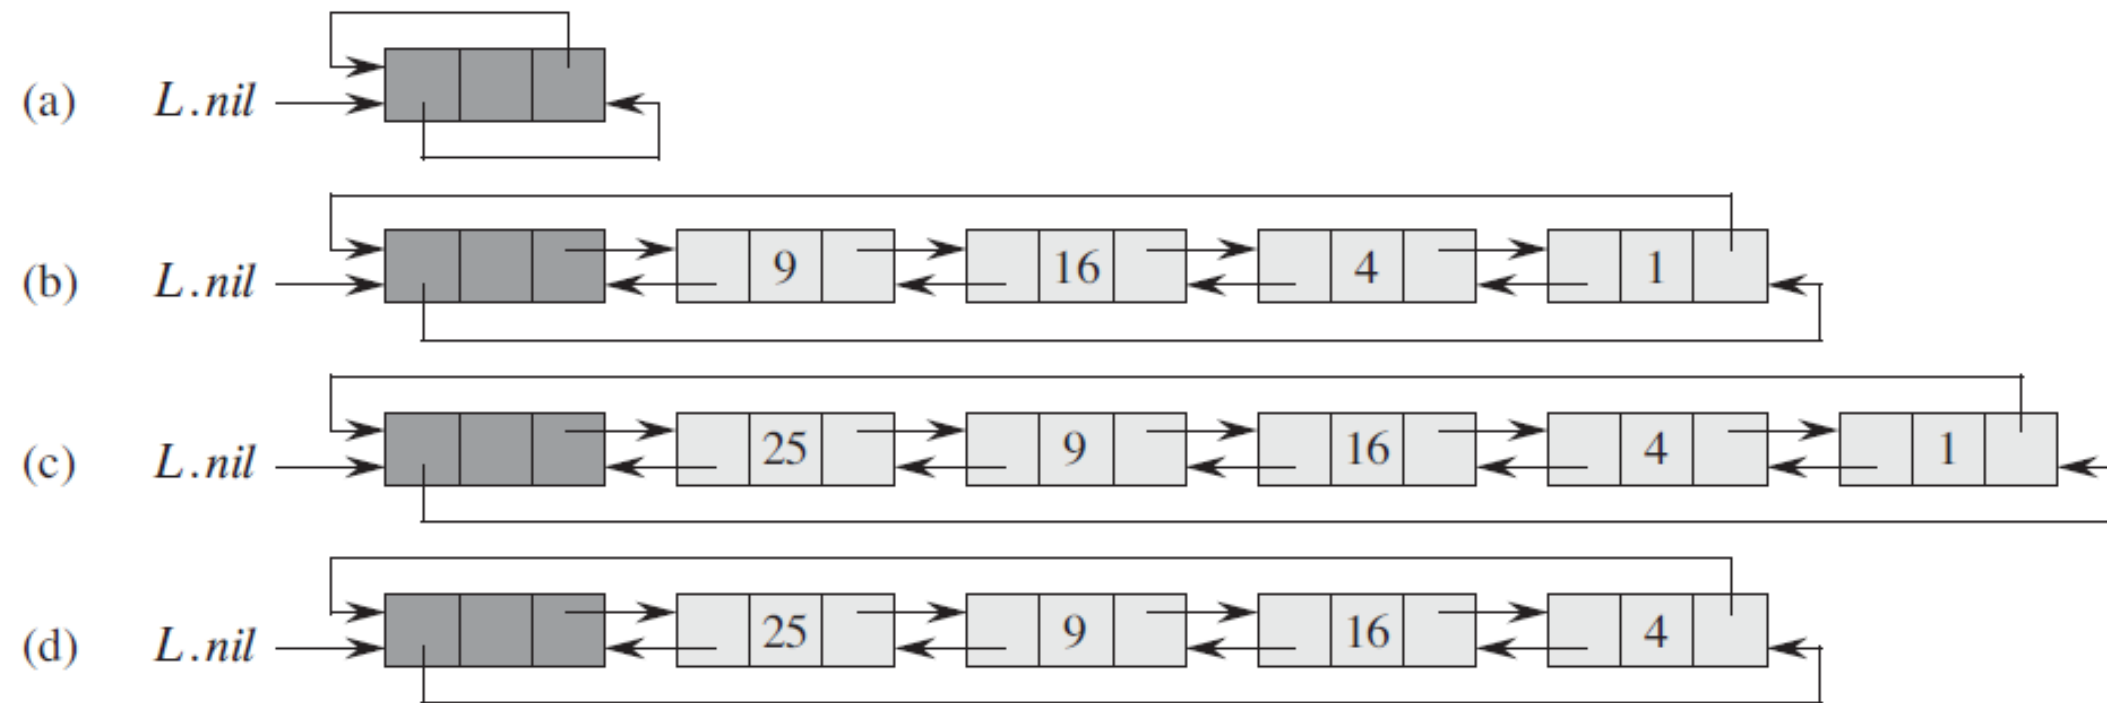 (a) L.nil
(b) L.nil 9 16 4 1
(c) L.nil 25 9 16 4 1
(d) L.nil 25 9 16 4